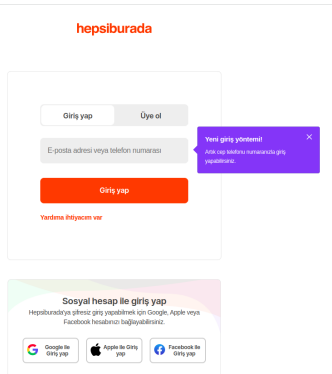 hepsiburada
Giriş yap
Üye ol
E-posta adresi veya telefon numarası
Yeni giriş yöntemi!
Artık cep telefonu numaranızla giriş
yapabilirsiniz.
Giriş yap
Yardıma ihtiyacım var
Sosyal hesap ile giriş yap
Hepsiburada'ya şifresiz giriş yapabilmek için Google, Apple veya
Facebook hesabınızı bağlayabilirsiniz.
Google ile
Giriş yap
Apple ile Giriş
yap
Facebook ile
Giriş yap